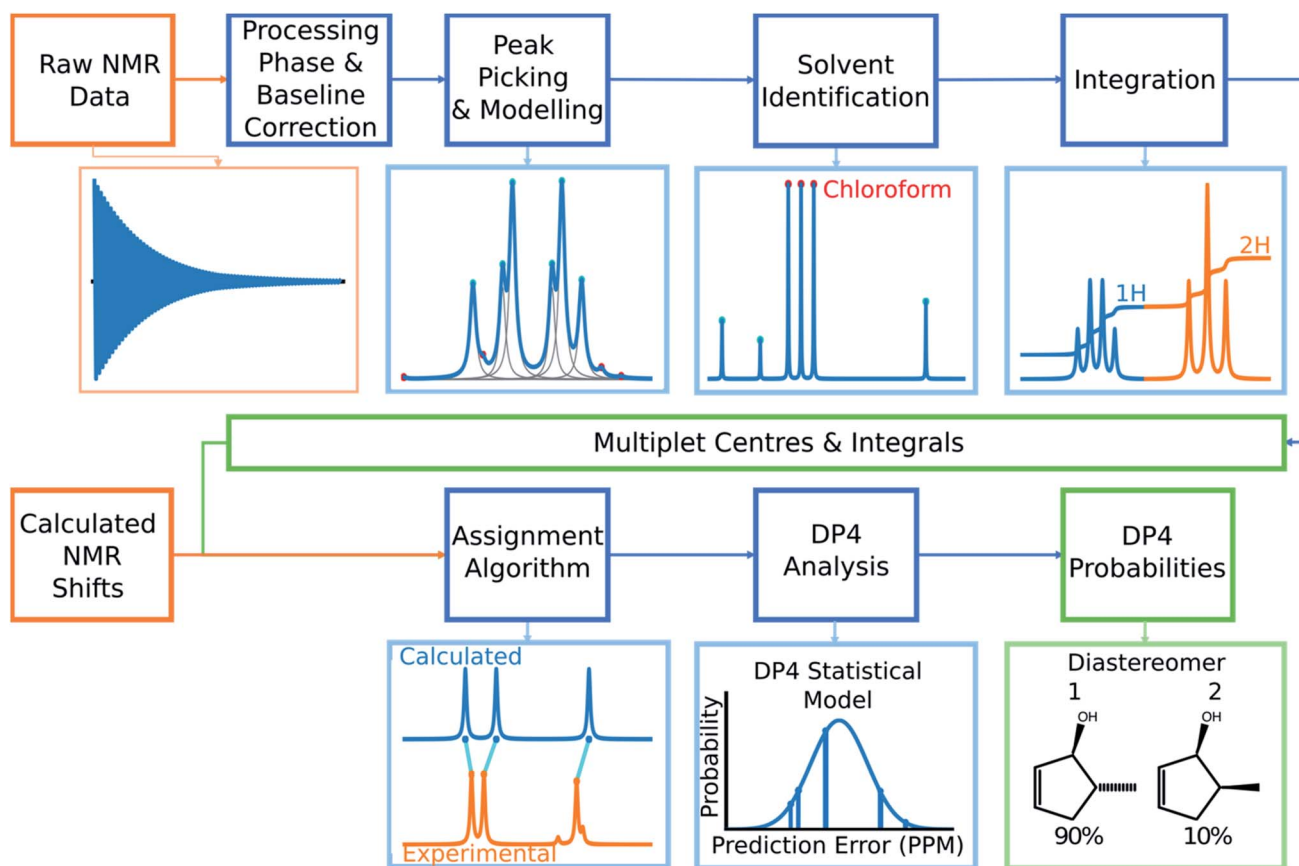 Raw NMR
Data
Processing
Phase &
Baseline
Correction
Peak
Picking
& Modelling
Solvent
Identification
Integration
Chloroform
1H
2H
Multiplet Centres & Integrals
Calculated
NMR
Shifts
Assignment
Algorithm
DP4
Analysis
DP4
Probabilities
Calculated
Experimental
DP4 Statistical
Model
Probability
Prediction Error (PPM)
Diastereomer
1 2
OH OH
90% 10%